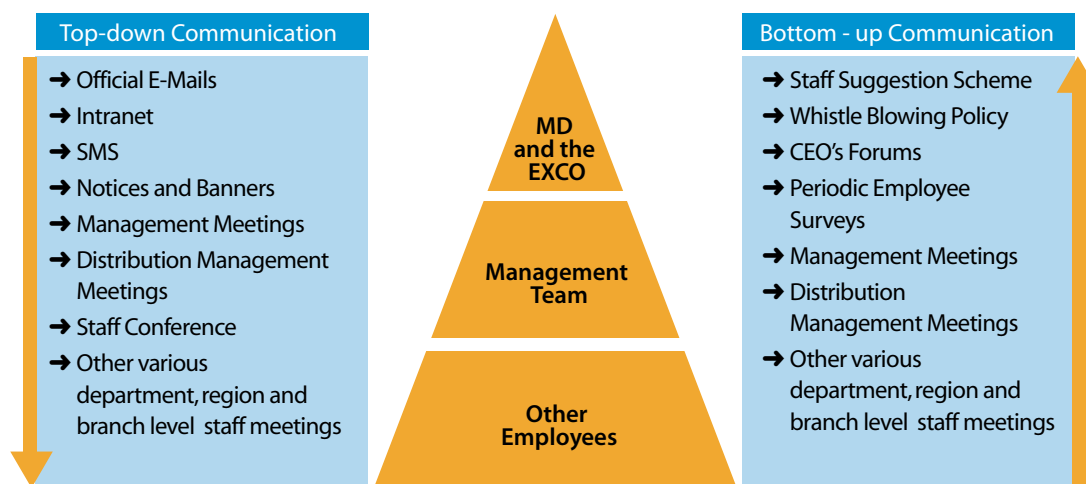 Top-down Communication
➔ Official E-Mails
➔ Intranet
➔ SMS
➔ Notices and Banners
➔ Management Meetings
➔ Distribution Management
Meetings
➔ Staff Conference
➔ Other various
department, region and
branch level staff meetings
MD
and the
EXCO
Management
Team
Other
Employees
Bottom - up Communication
➔ Staff Suggestion Scheme
➔ Whistle Blowing Policy
➔ CEO's Forums
➔ Periodic Employee
Surveys
➔ Management Meetings
➔ Distribution
Management Meetings
➔ Other various
department, region and
branch level staff meetings